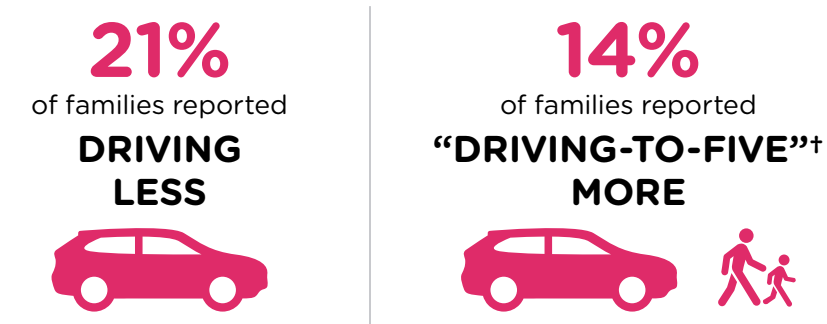 21%
of families reported
DRIVING
LESS
14%
of families reported
“DRIVING-TO-FIVE”†
MORE